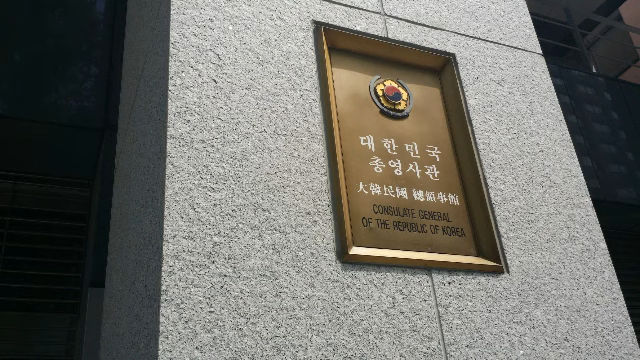 대한민국
총영사관
大韓民國 總領事館
CONSULATE GENERAL
OF THE REPUBLIC OF KOREA